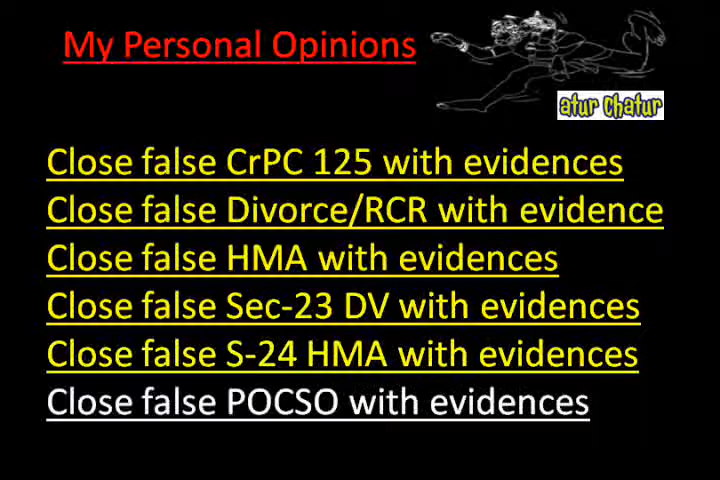 My Personal Opinions
atur Chatur
Close false CrPC 125 with evidences
Close false Divorce/RCR with evidence
Close false HMA with evidences
Close false Sec-23 DV with evidences
Close false S-24 HMA with evidences
Close false POCSO with evidences